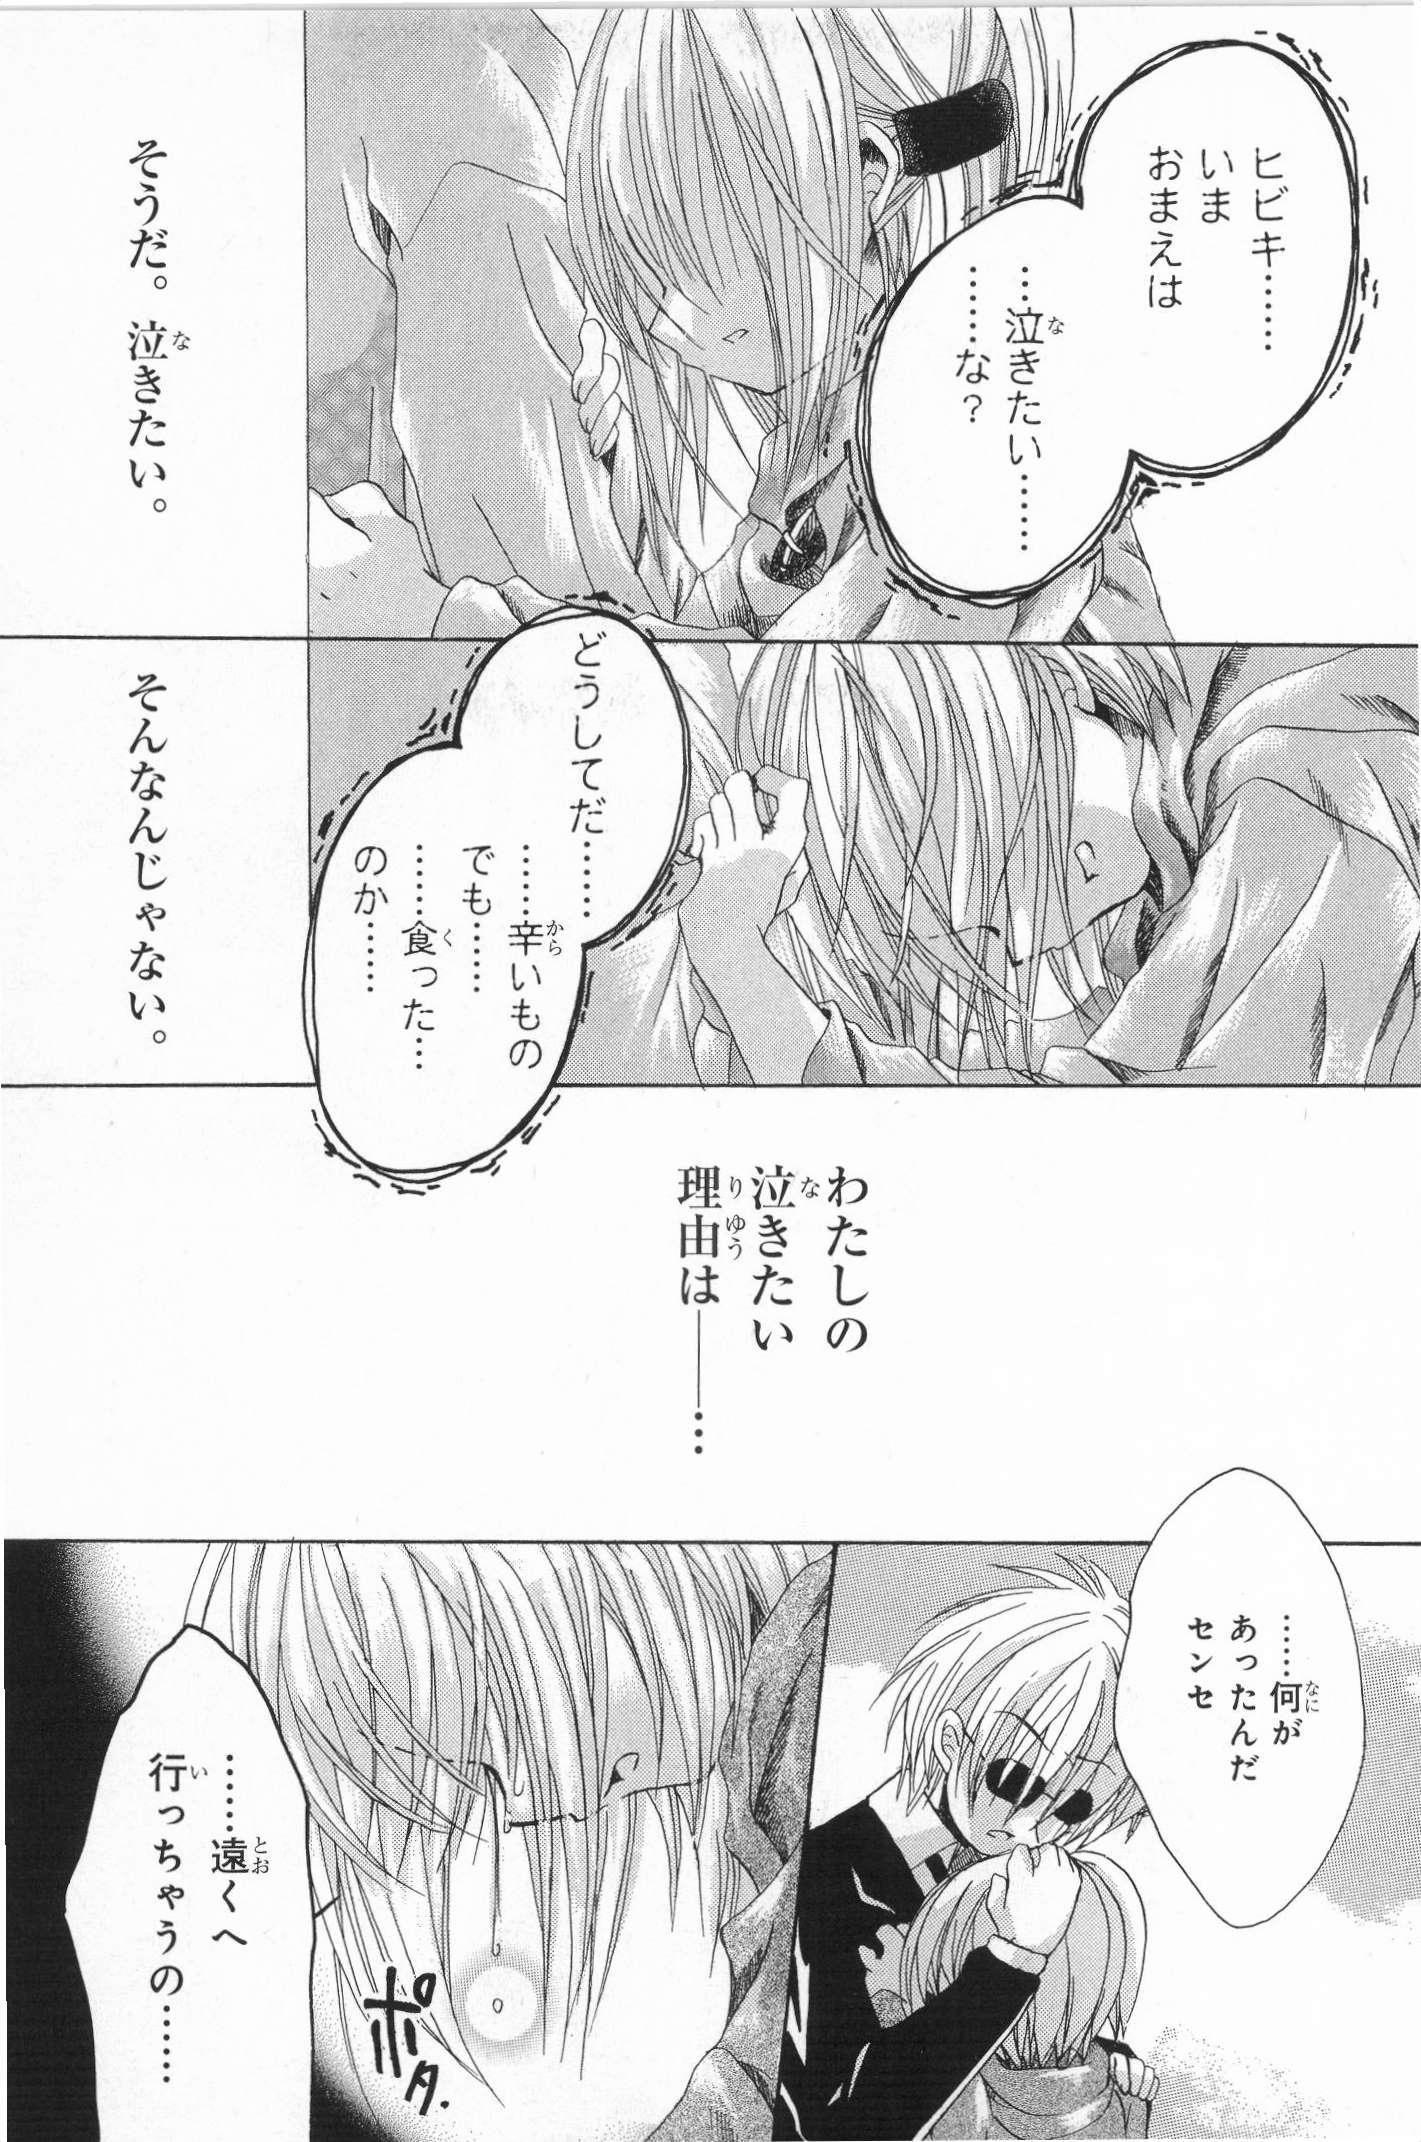 ヒビキ……
いま
おまえは
…泣きたい……
………な？
そうだ。泣きたい。
どうしてだ………
……辛いもの
でも……
……食った…
のか……
そんなんじゃない。
わたしの
泣きたい
理由は――…
……何が
あったんだ
センセ
ポタ.
……遠くへ
行っちゃうの……